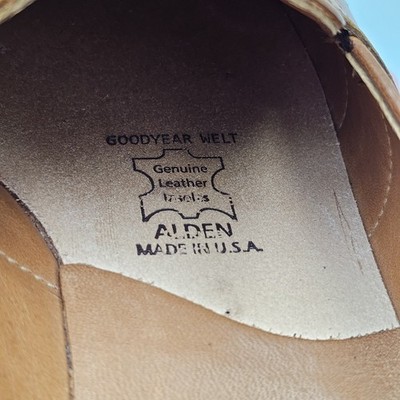 GOODYEAR WELT
Genuine
Leather
Insoles
ALDEN
MADE IN U.S.A.